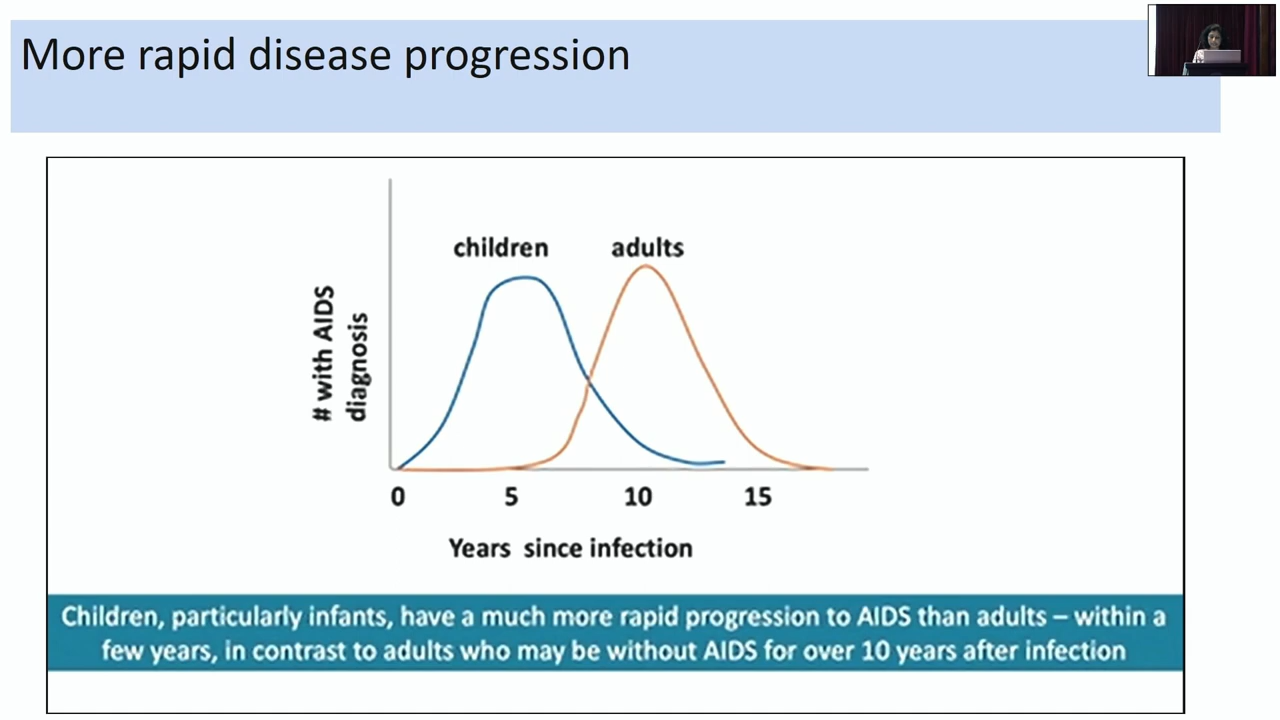 More rapid disease progression
children adults
# with AIDS
diagnosis
0 5 10 15
Years since infection
Children, particularly infants, have a much more rapid progression to AIDS than adults – within a
few years, in contrast to adults who may be without AIDS for over 10 years after infection